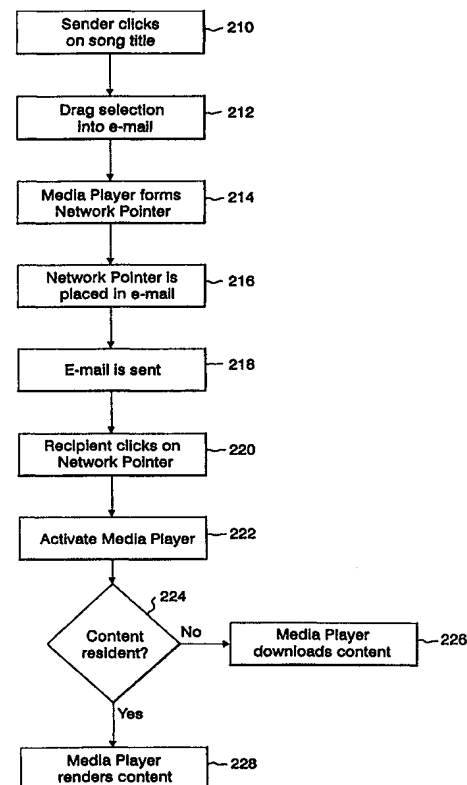 Sender clicks
on song title
210
Drag selection
into e-mail
212
Media Player forms
Network Pointer
214
Network Pointer is
placed in e-mail
216
E-mail is sent
218
Recipient clicks on
Network Pointer
220
Activate Media Player
222
224
Content
resident?
No
Media Player
downloads content
226
Yes
Media Player
renders content
228